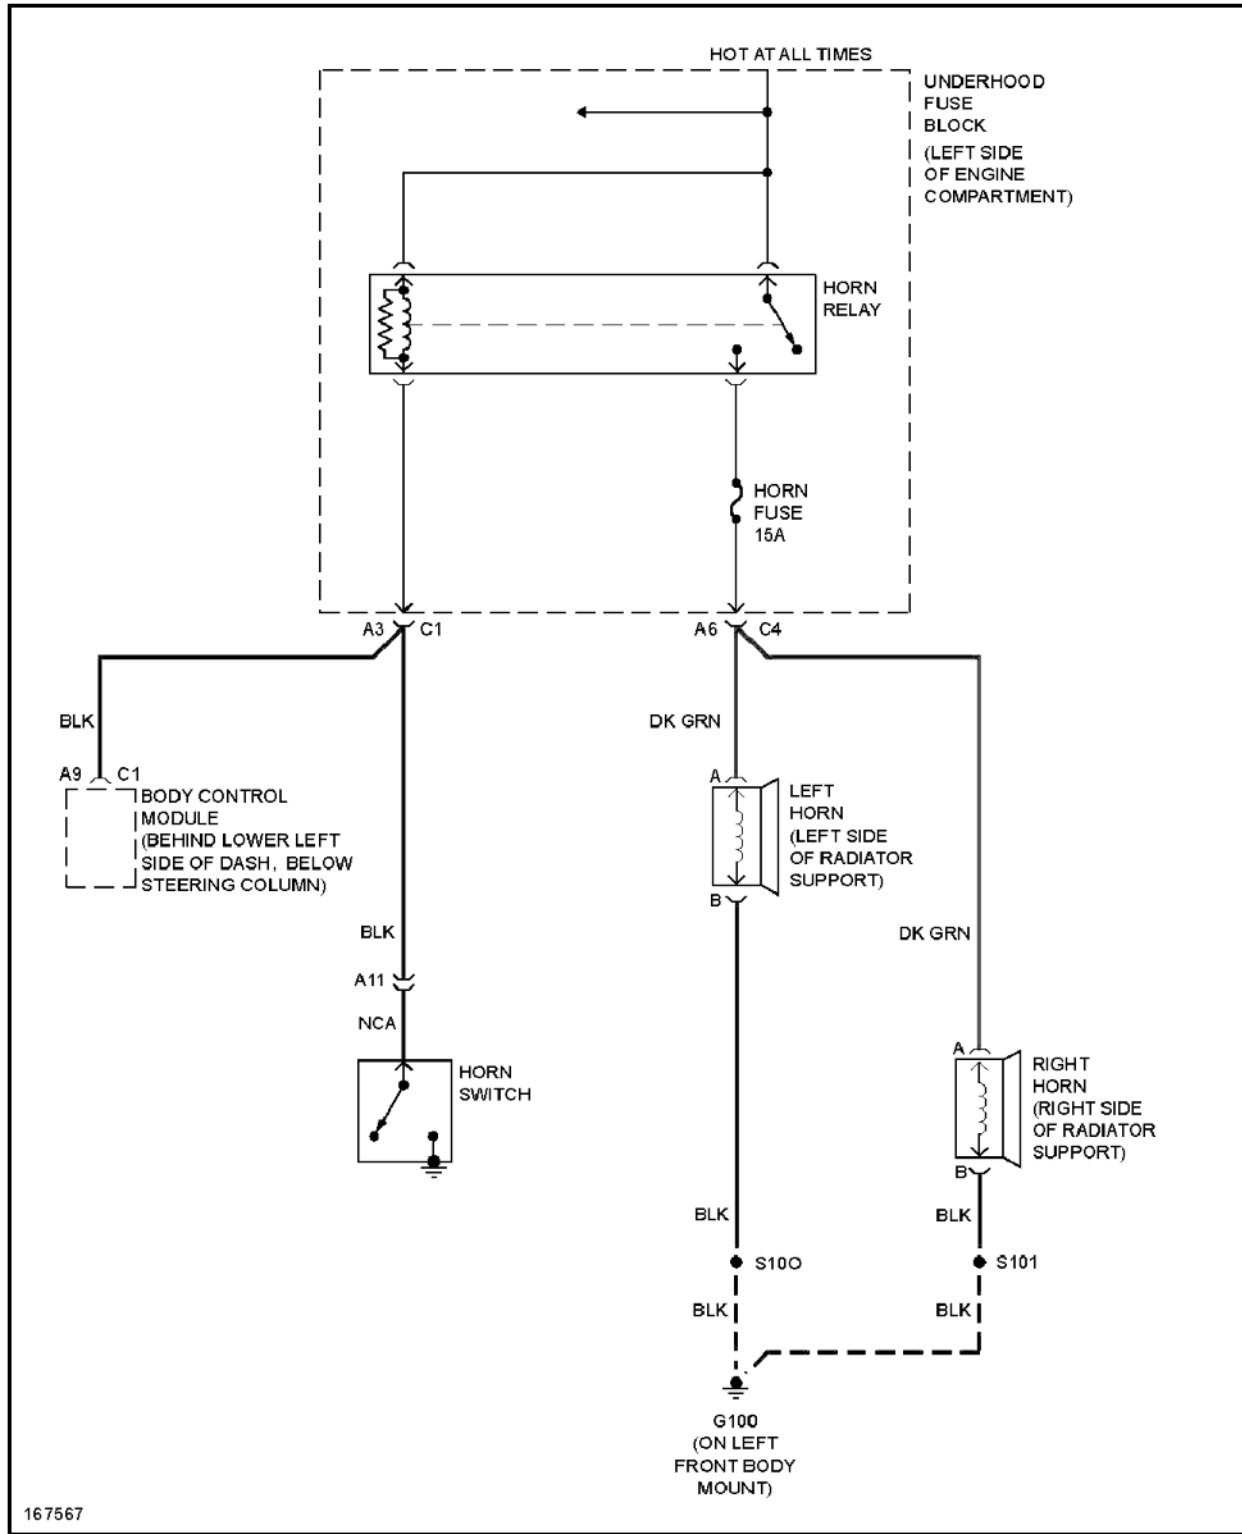 HOT AT ALL TIMES
UNDERHOOD
FUSE
BLOCK
(LEFT SIDE
OF ENGINE
COMPARTMENT)
HORN
RELAY
HORN
FUSE
15A
A3 C1
A6 C4
BLK
DK GRN
A9 C1
BODY CONTROL
MODULE
(BEHIND LOWER LEFT
SIDE OF DASH, BELOW
STEERING COLUMN)
A
LEFT
HORN
(LEFT SIDE
OF RADIATOR
SUPPORT)
B
BLK
DK GRN
A11
NCA
HORN
SWITCH
A
RIGHT
HORN
(RIGHT SIDE
OF RADIATOR
SUPPORT)
B
BLK
BLK
S100
S101
BLK
BLK
G100
(ON LEFT
FRONT BODY
MOUNT)
167567